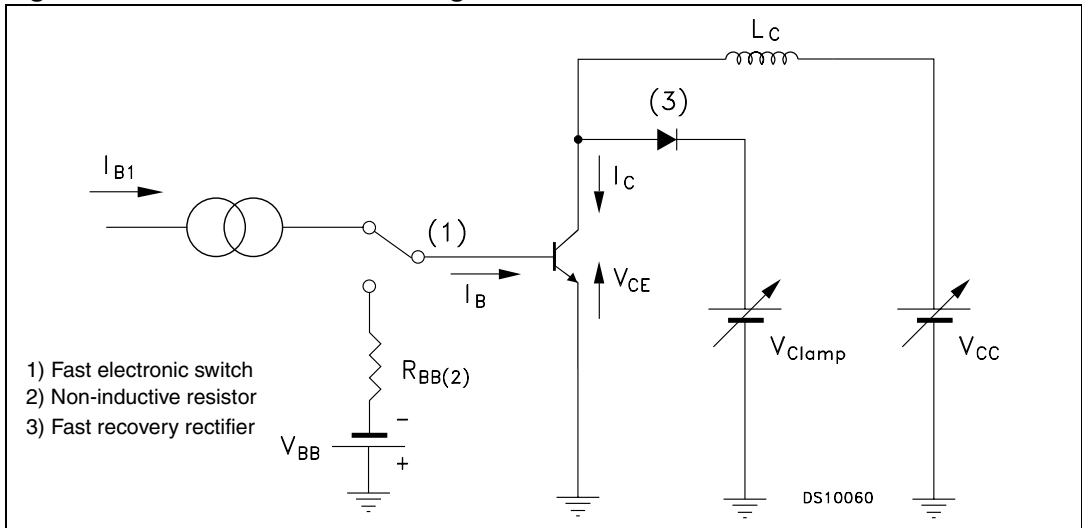 L_C
(3)
I_B1
I_C
(1)
I_B
V_CE
V_Clamp
V_CC
1) Fast electronic switch
2) Non-inductive resistor
3) Fast recovery rectifier
R_BB(2)
V_BB
-
+
DS10060